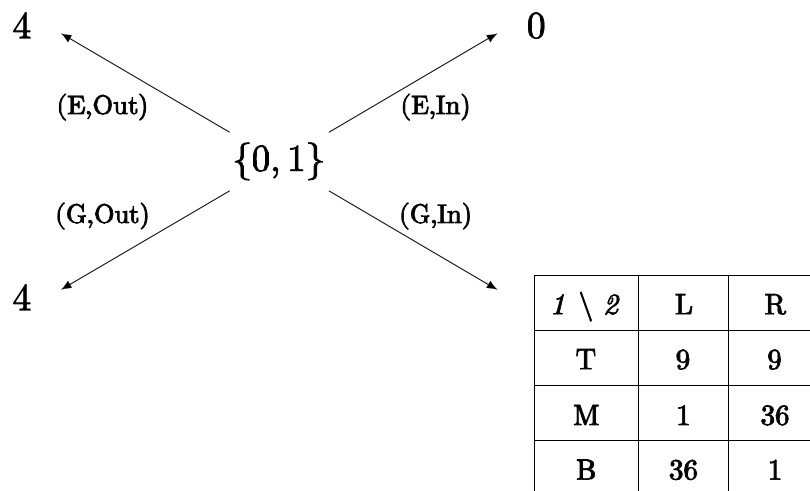 4
0
(E,Out)
(E,In)
{0, 1}
(G,Out)
(G,In)
4
1 \ 2 L R
T 9 9
M 1 36
B 36 1